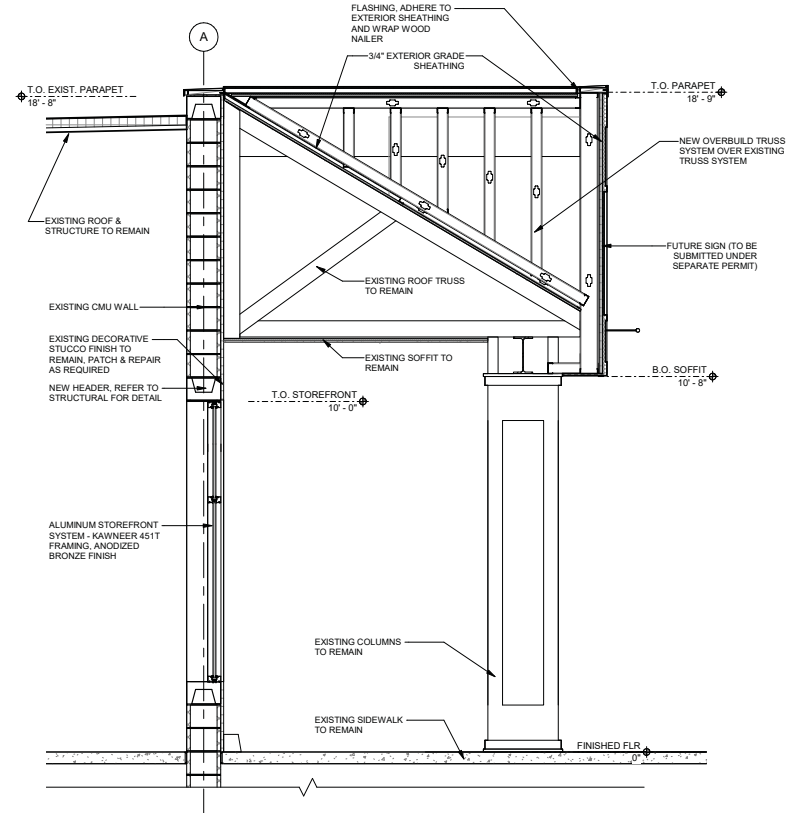 FLASHING, ADHERE TO
EXTERIOR SHEATHING
AND WRAP WOOD
NAILER
3/4" EXTERIOR GRADE
SHEATHING
A
T.O. EXIST. PARAPET
18' - 8"
T.O. PARAPET
18' - 9"
NEW OVERBUILD TRUSS
SYSTEM OVER EXISTING
TRUSS SYSTEM
EXISTING ROOF &
STRUCTURE TO REMAIN
FUTURE SIGN (TO BE
SUBMITTED UNDER
SEPARATE PERMIT)
EXISTING ROOF TRUSS
TO REMAIN
EXISTING CMU WALL
EXISTING DECORATIVE
STUCCO FINISH TO
REMAIN, PATCH & REPAIR
AS REQUIRED
EXISTING SOFFIT TO
REMAIN
NEW HEADER, REFER TO
STRUCTURAL FOR DETAIL
B.O. SOFFIT
10' - 8"
T.O. STOREFRONT
10' - 0"
ALUMINUM STOREFRONT
SYSTEM - KAWNEER 451T
FRAMING, ANODIZED
BRONZE FINISH
EXISTING COLUMNS
TO REMAIN
EXISTING SIDEWALK
TO REMAIN
FINISHED FLR
0"